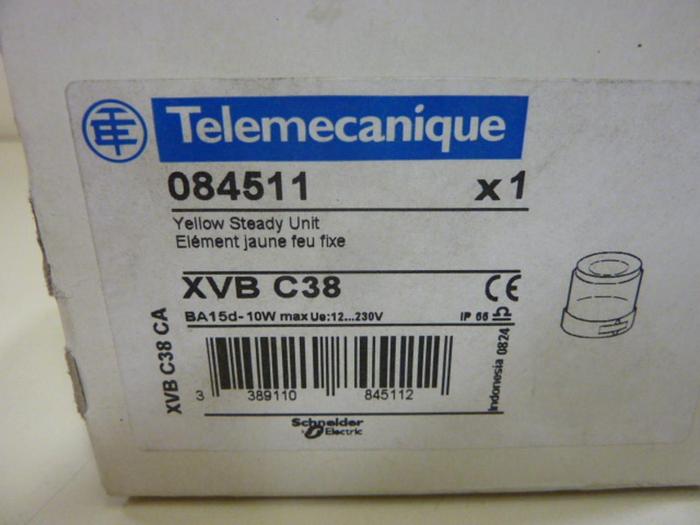 Telemecanique
084511 x1
Yellow Steady Unit
Elément jaune feu fixe
XVB C38 CE
BA15d-10W max Ue:12...230V IP 66
XVB C38 CA
3 389110 845112
Indonesia 0824
Schneider
Electric